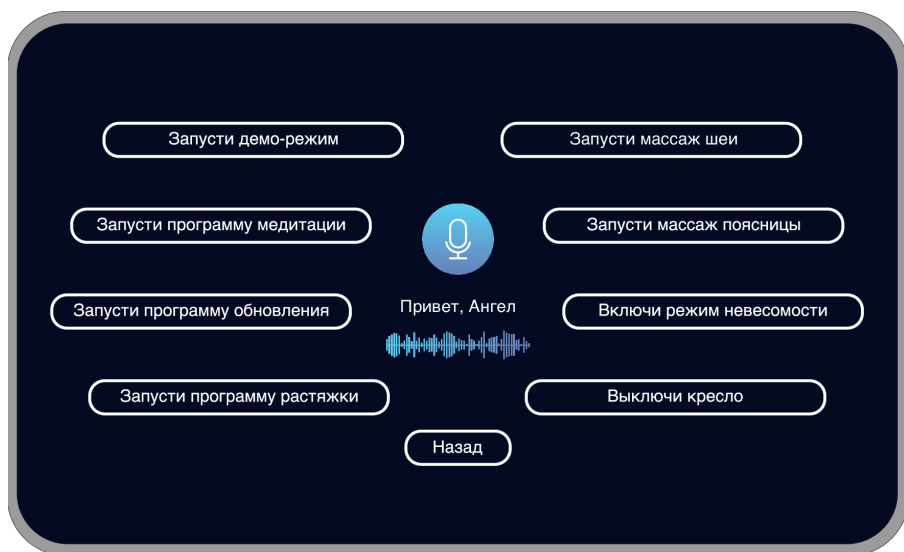 Запусти демо-режим
Запусти массаж шеи
Запусти программу медитации
Запусти массаж поясницы
Запусти программу обновления
Привет, Ангел
Включи режим невесомости
Запусти программу растяжки
Выключи кресло
Назад